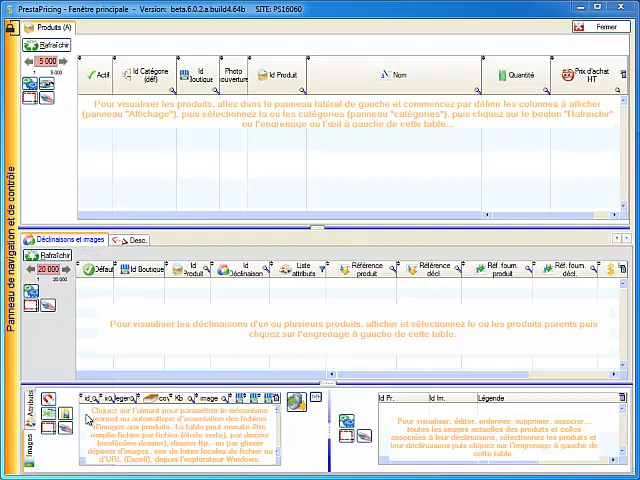 PrestaPricing - Fenêtre principale - Version: beta.6.0.2.a.build4.64b SITE: PS16060
Produits (A)
Fermer
Rafraîchir
5 000
1 5 000
Actif
Id Catégorie (déf)
Id Boutique
Photo ouverture
Id Produit
Nom
Quantité
Prix d'achat HT
Pour visualiser les produits, allez dans le panneau latéral de gauche et commencez par définir les colonnes à afficher
(panneau "Affichage"), puis sélectionnez la ou les catégories (panneau "catégories"), puis cliquez sur le bouton "Rafraîchir"
ou l'engrenage ou l'œil à gauche de cette table...
Panneau de navigation et de contrôle
Déclinaisons et images
Desc.
Rafraîchir
20 000
1 20 000
Défaut
Id Boutique
Id Produit
Id Déclinaison
Liste attributs
Référence produit
Référence décl.
Réf. fourn. produit
Réf. fourn. décl.
Pour visualiser les déclinaisons d'un ou plusieurs produits, afficher et sélectionnez le ou les produits parents puis
cliquez sur l'engrenage à gauche de cette table.
Attributs
Images
Kb
image
Cliquez sur l'aimant pour paramétrer le mécanisme
manuel ou automatique d'association des fichiers
d'images aux produits. La table peut ensuite être
remplie fichier par fichier (étoile verte), par dossier
local(icône dossier), dossier ftp, ou par glisser
déposer d'images, voir de listes locales de fichier ou
d'URL (Excell), depuis l'explorateur Windows.
Id Pr.
Id Im.
Légende
Pour visualiser, éditer, ordonner, supprimer, associer...
toutes les images actuelles des produits et celles
associées à leur déclinaisons, sélectionnez les produits et
leur déclinaisons puis cliquez sur l'engrenage à gauche de
cette table.